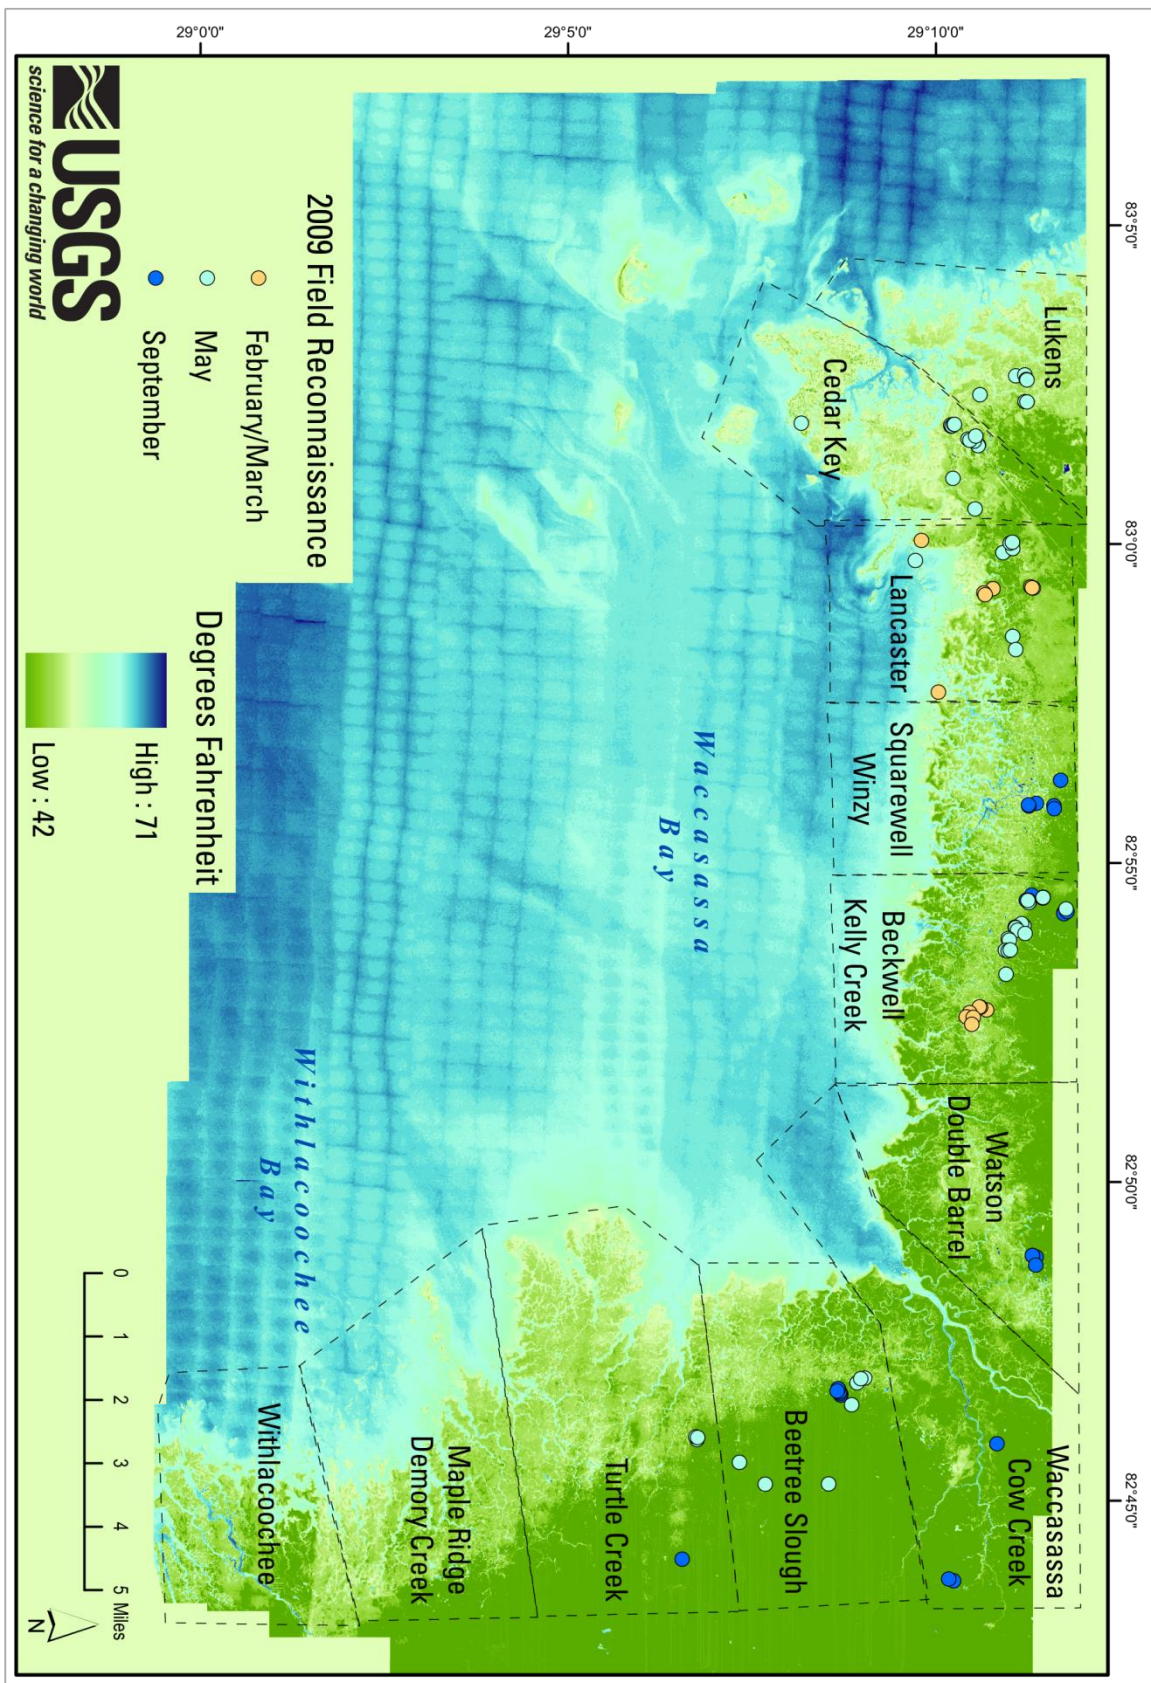 83°5'0"
83°0'0"
82°55'0"
82°50'0"
82°45'0"
29°10'0"
29°5'0"
29°0'0"
Lukens
Cedar Key
Lancaster
Squarewell
Winzy
Beckwell
Kelly Creek
Watson
Double Barrel
Waccasassa
Cow Creek
Beetree Slough
Turtle Creek
Maple Ridge
Demory Creek
Withlacoochee
Waccasassa
Bay
Withlacoochee
Bay
2009 Field Reconnaissance
February/March
May
September
Degrees Fahrenheit
High : 71
Low : 42
USGS
science for a changing world
0 1 2 3 4 5 Miles
N